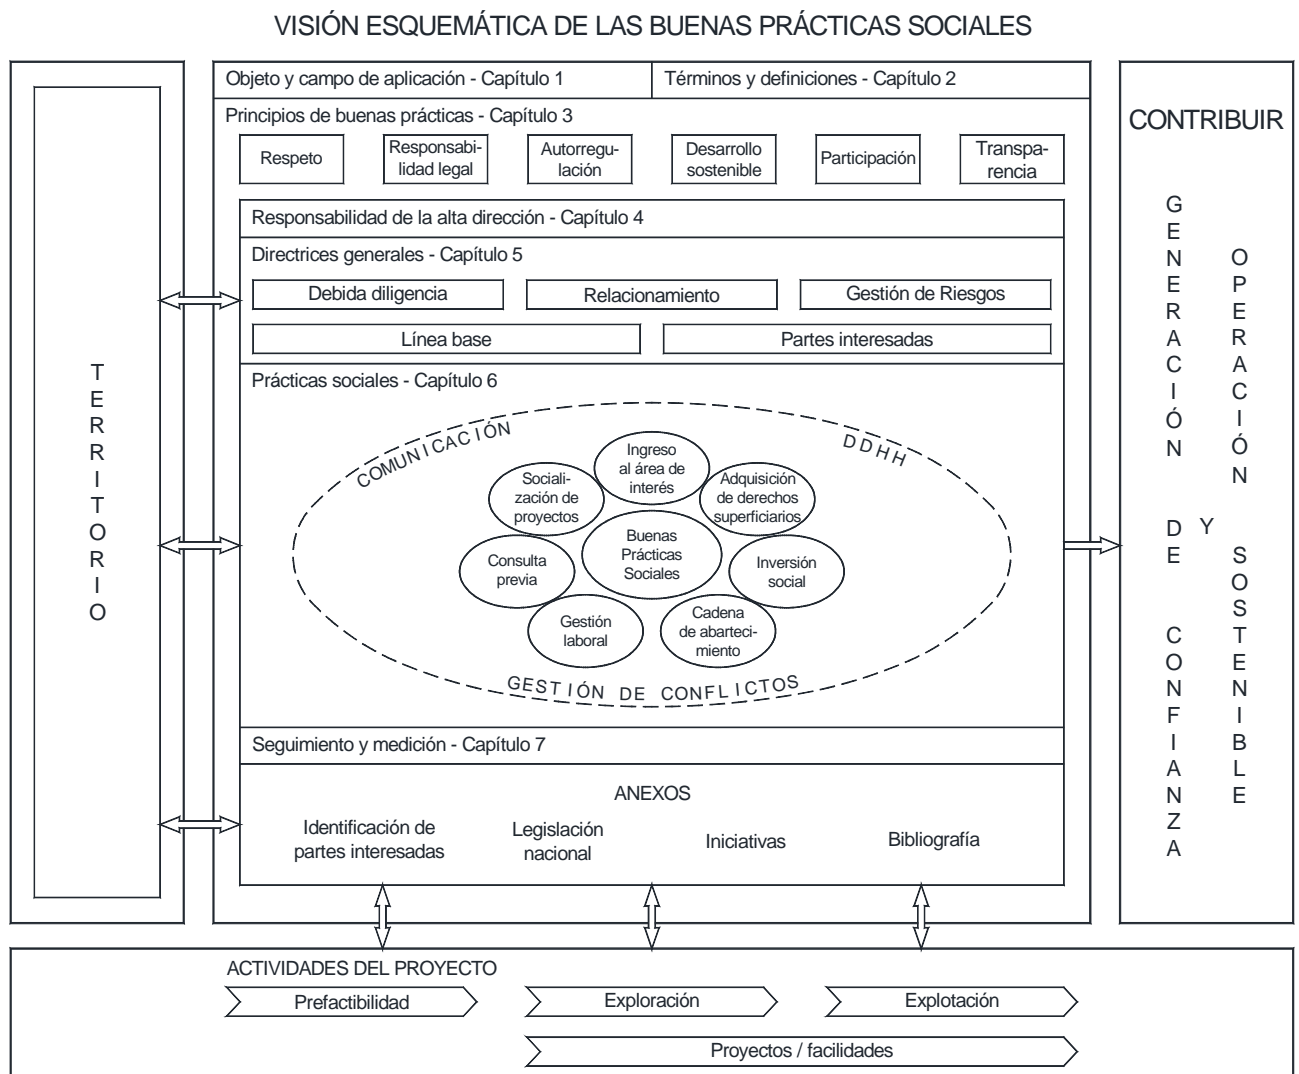 VISIÓN ESQUEMÁTICA DE LAS BUENAS PRÁCTICAS SOCIALES
Objeto y campo de aplicación - Capítulo 1
Términos y definiciones - Capítulo 2
Principios de buenas prácticas - Capítulo 3
Respeto
Responsabi-
lidad legal
Autorregu-
lación
Desarrollo
sostenible
Participación
Transpa-
rencia
Responsabilidad de la alta dirección - Capítulo 4
Directrices generales - Capítulo 5
Debida diligencia
Relacionamiento
Gestión de Riesgos
Línea base
Partes interesadas
Prácticas sociales - Capítulo 6
COMUNICACIÓN
DDHH
Ingreso
al área de
interés
Sociali-
zación de
proyectos
Adquisición
de derechos
superficiarios
Buenas
Prácticas
Sociales
Consulta
previa
Inversión
social
Gestión
laboral
Cadena
de abarteci-
miento
GESTIÓN DE CONFLICTOS
Seguimiento y medición - Capítulo 7
ANEXOS
Identificación de
partes interesadas
Legislación
nacional
Iniciativas
Bibliografía
TERRITORIO
CONTRIBUIR
GENERACIÓN DE CONFIANZA
Y
OPERACIÓN SOSTENIBLE
ACTIVIDADES DEL PROYECTO
Prefactibilidad
Exploración
Explotación
Proyectos / facilidades